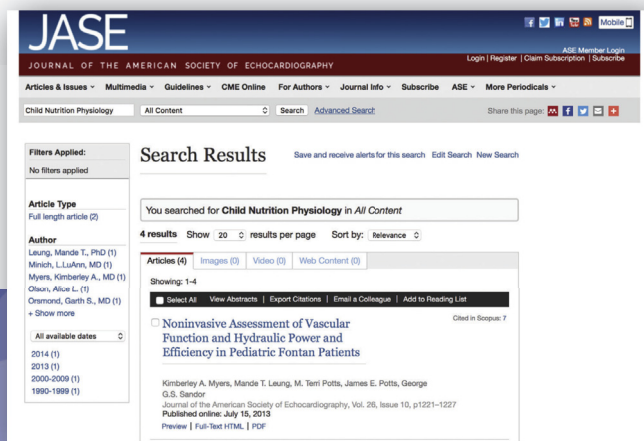 JASE
Mobile
JOURNAL OF THE AMERICAN SOCIETY OF ECHOCARDIOGRAPHY
ASE Member Login
Login | Register | Claim Subscription | Subscribe
Articles & Issues Multimedia Guidelines CME Online For Authors Journal Info Subscribe ASE More Periodicals
Child Nutrition Physiology All Content Search Advanced Search Share this page:
Filters Applied:
No filters applied
Article Type
Full length article (2)
Author
Leung, Mande T., PhD (1)
Minich, L.LuAnn, MD (1)
Myers, Kimberley A., MD (1)
Olson, Alice L. (1)
Orsmond, Garth S., MD (1)
+ Show more
All available dates
2014 (1)
2013 (1)
2000-2009 (1)
1990-1999 (1)
Search Results
Save and receive alerts for this search Edit Search New Search
You searched for Child Nutrition Physiology in All Content
4 results Show 20 results per page Sort by: Relevance
Articles (4) Images (0) Video (0) Web Content (0)
Showing: 1-4
Select All View Abstracts | Export Citations | Email a Colleague | Add to Reading List
Noninvasive Assessment of Vascular
Function and Hydraulic Power and
Efficiency in Pediatric Fontan Patients
Cited in Scopus: 7
Kimberley A. Myers, Mande T. Leung, M. Terri Potts, James E. Potts, George
G.S. Sandor
Journal of the American Society of Echocardiography, Vol. 26, Issue 10, p1221–1227
Published online: July 15, 2013
Preview | Full-Text HTML | PDF